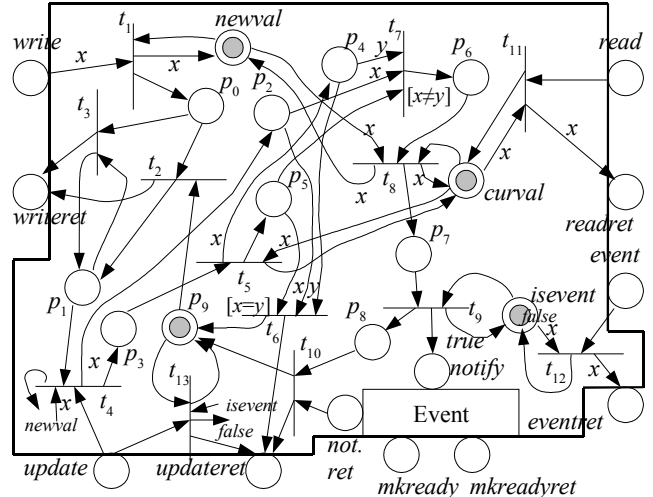 newval
write
t1
x
x
p4
y
t7
p6
t11
read
p0
p2
x
[x≠y]
t3
x
x
t2
p5
x
t8
x
curval
writeret
readret
x
x
p7
event
t5
p1
p9
[x=y]
x y
p8
t9
isevent
false
x
p3
t6
x
t10
true
notify
t12
x
t13
isevent
false
Event
eventret
x
t4
newval
not.
ret
update
updateret
mkready
mkreadyret